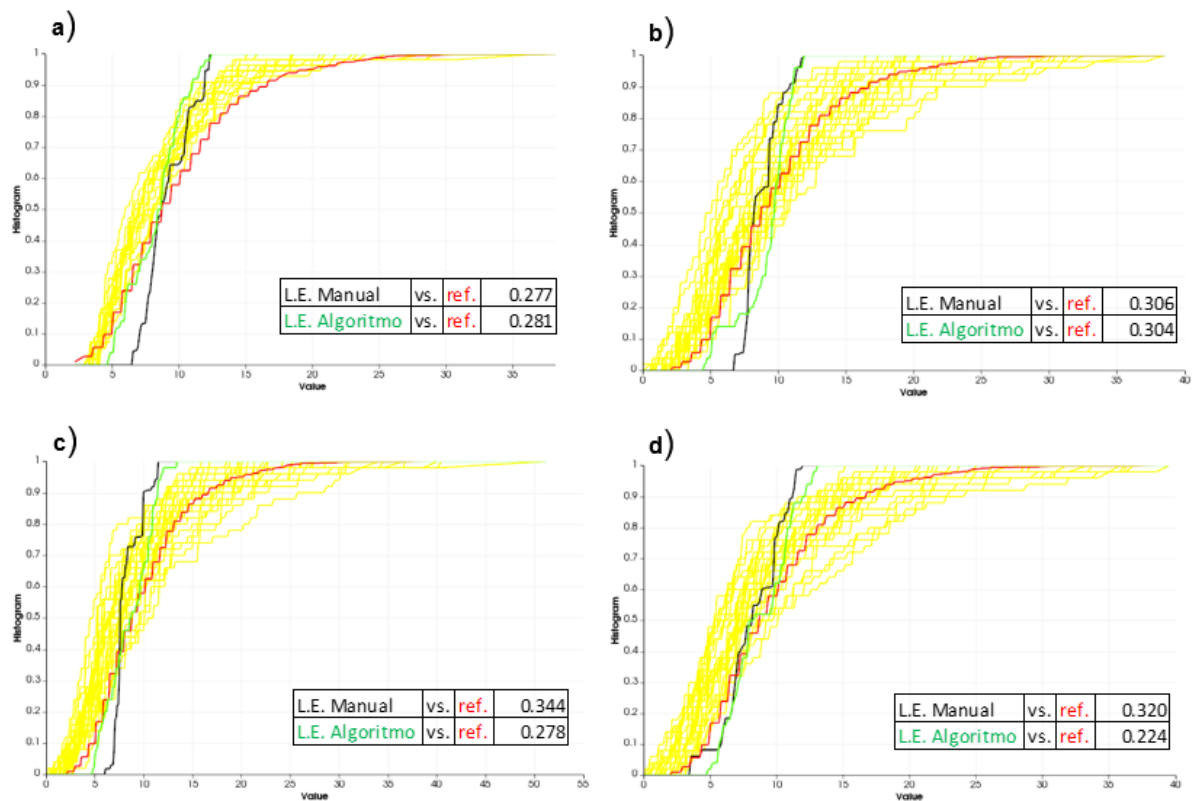 a)
1
0.9
0.8
0.7
0.6
0.5
0.4
0.3
0.2
0.1
0
Histogram
0 5 10 15 20 25 30 35
Value
L.E. Manual vs. ref. 0.277
L.E. Algoritmo vs. ref. 0.281
b)
1
0.9
0.8
0.7
0.6
0.5
0.4
0.3
0.2
0.1
0
Histogram
0 5 10 15 20 25 30 35 40
Value
L.E. Manual vs. ref. 0.306
L.E. Algoritmo vs. ref. 0.304
c)
1
0.9
0.8
0.7
0.6
0.5
0.4
0.3
0.2
0.1
0
Histogram
0 5 10 15 20 25 30 35 40 45 50 55
Value
L.E. Manual vs. ref. 0.344
L.E. Algoritmo vs. ref. 0.278
d)
1
0.9
0.8
0.7
0.6
0.5
0.4
0.3
0.2
0.1
0
Histogram
0 5 10 15 20 25 30 35 40
Value
L.E. Manual vs. ref. 0.320
L.E. Algoritmo vs. ref. 0.224